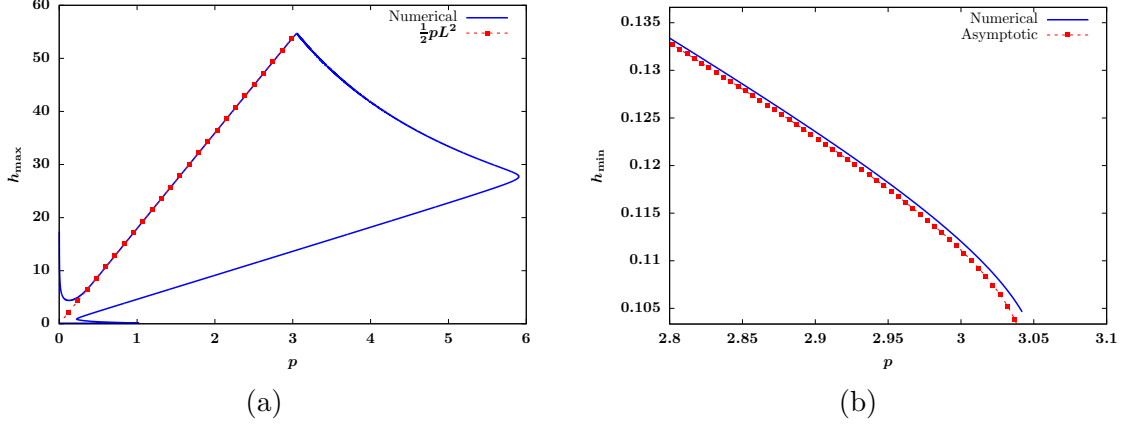 Numerical
½pL²
60
50
40
30
20
10
0
h_max
0 1 2 3 4 5 6
p
(a)
Numerical
Asymptotic
0.135
0.13
0.125
0.12
0.115
0.11
0.105
h_min
2.8 2.85 2.9 2.95 3 3.05 3.1
p
(b)